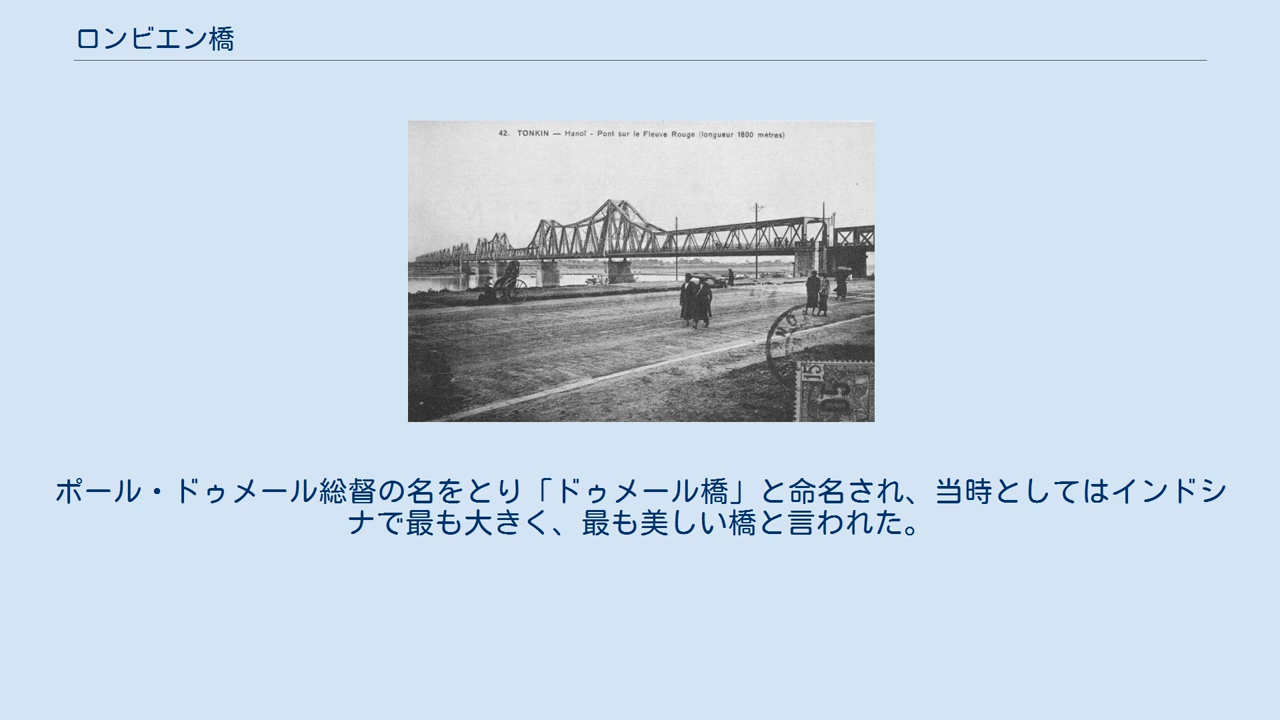 ロンビエン橋
42. TONKIN — Hanoï - Pont sur le Fleuve Rouge (longueur 1800 mètres)
15
05
ポール・ドゥメール総督の名をとり「ドゥメール橋」と命名され、当時としてはインドシ
ナで最も大きく、最も美しい橋と言われた。